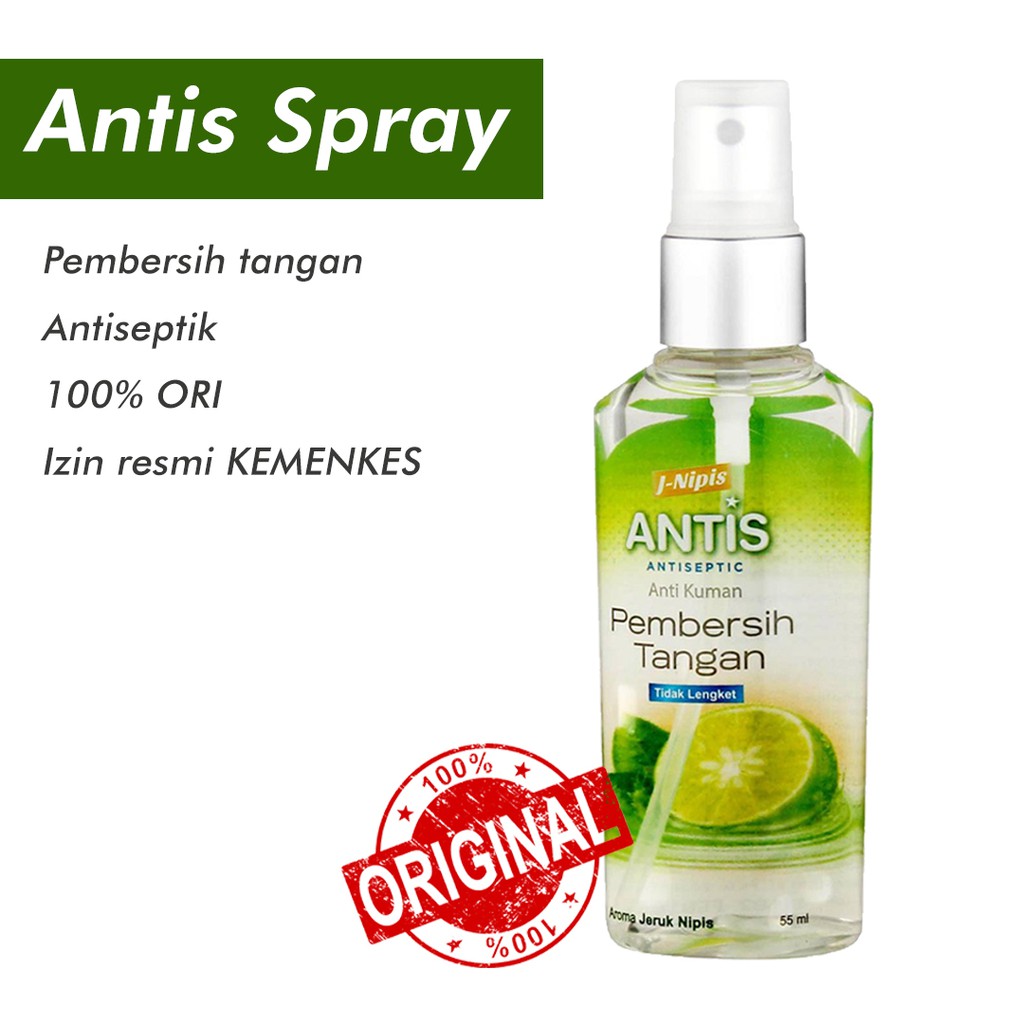 Antis Spray
Pembersih tangan
Antiseptik
100% ORI
Izin resmi KEMENKES
J-Nipis
ANTIS
ANTISEPTIC
Anti Kuman
Pembersih
Tangan
Tidak Lengket
Aroma Jeruk Nipis
55 ml
100%
ORIGINAL
100%